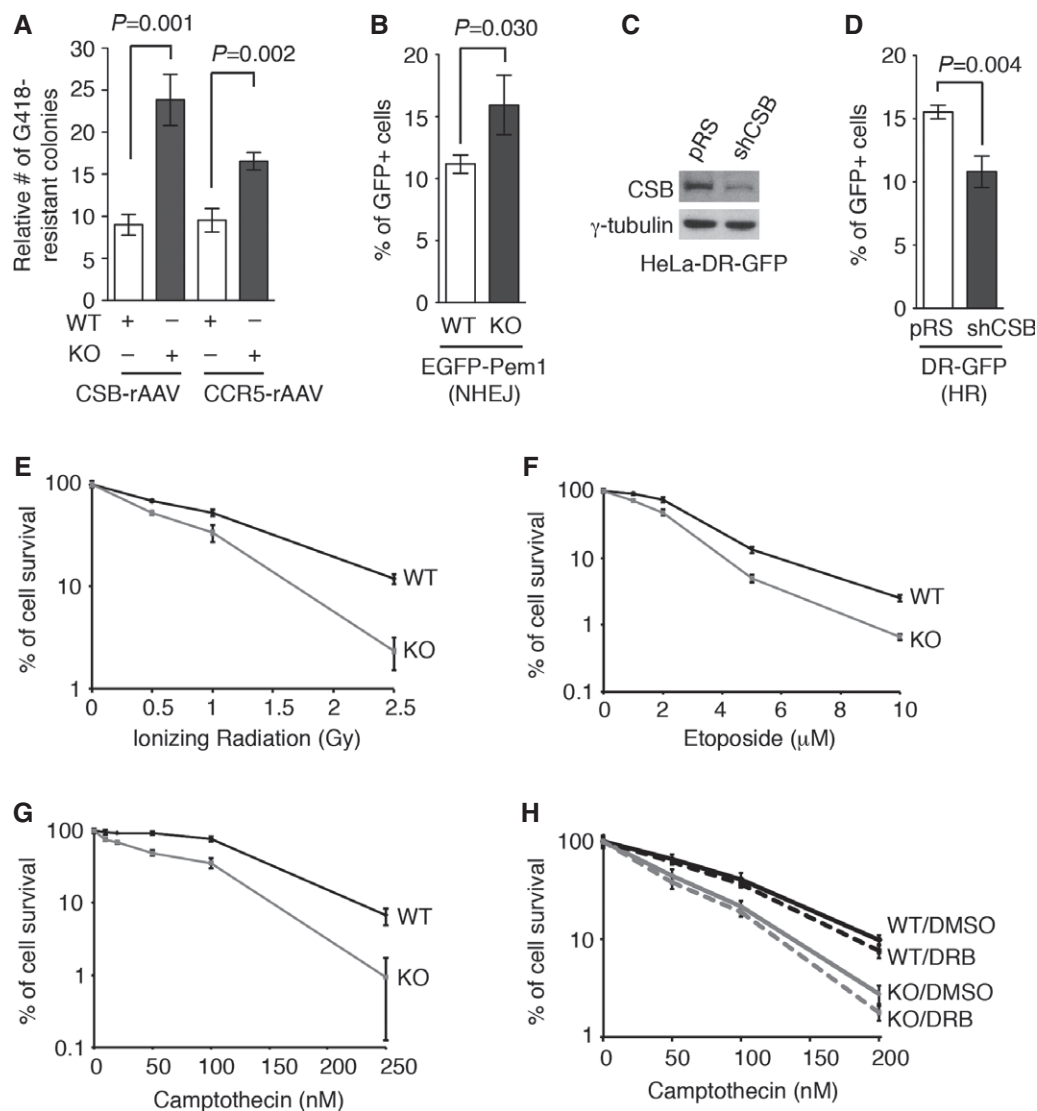 A
P=0.001
P=0.002
Relative # of G418-
resistant colonies
30
25
20
15
10
5
0
WT + – + –
KO – + – +
CSB-rAAV CCR5-rAAV
B
P=0.030
% of GFP+ cells
20
15
10
5
0
WT KO
EGFP-Pem1
(NHEJ)
C
pRS shCSB
CSB
γ-tubulin
HeLa-DR-GFP
D
P=0.004
% of GFP+ cells
20
15
10
5
0
pRS shCSB
DR-GFP
(HR)
E
% of cell survival
100
10
1
WT
KO
0 0.5 1 1.5 2 2.5
Ionizing Radiation (Gy)
F
% of cell survival
100
10
1
0.1
WT
KO
0 2 4 6 8 10
Etoposide (μM)
G
% of cell survival
100
10
1
0.1
WT
KO
0 50 100 150 200 250
Camptothecin (nM)
H
% of cell survival
100
10
1
WT/DMSO
WT/DRB
KO/DMSO
KO/DRB
0 50 100 150 200
Camptothecin (nM)